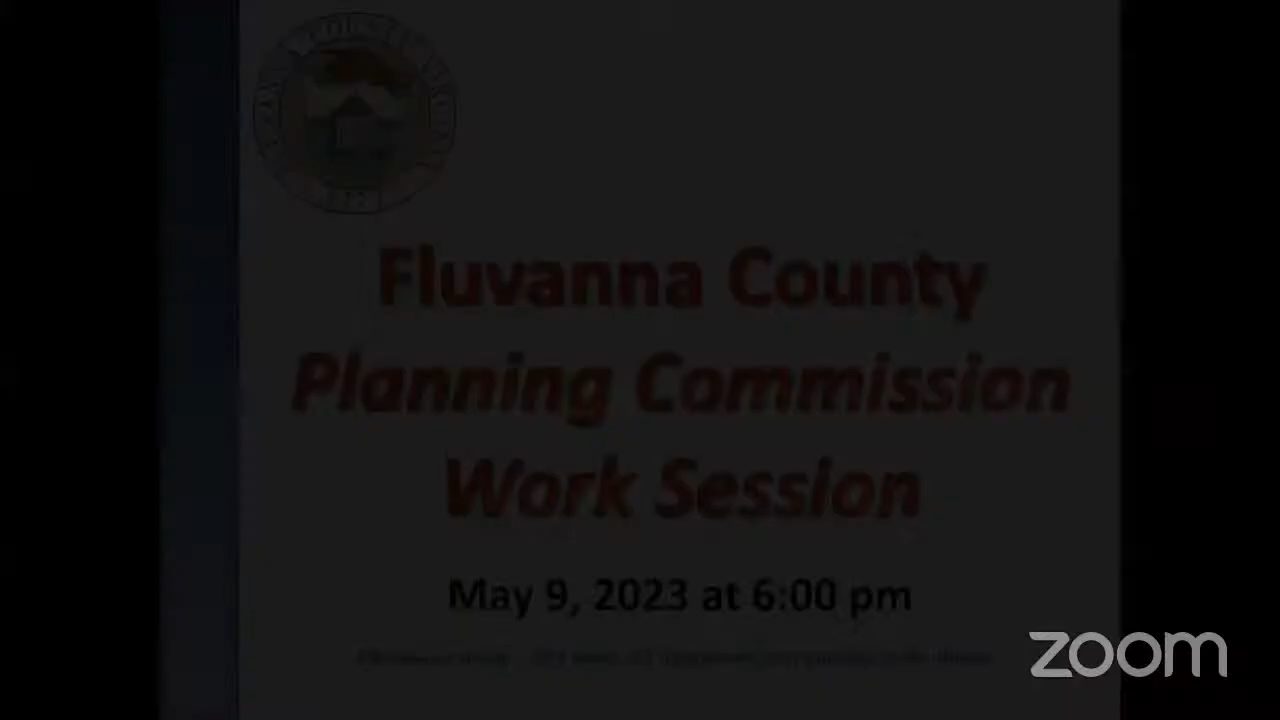 Fluvanna County
Planning Commission
Work Session
May 9, 2023 at 6:00 pm
zoom